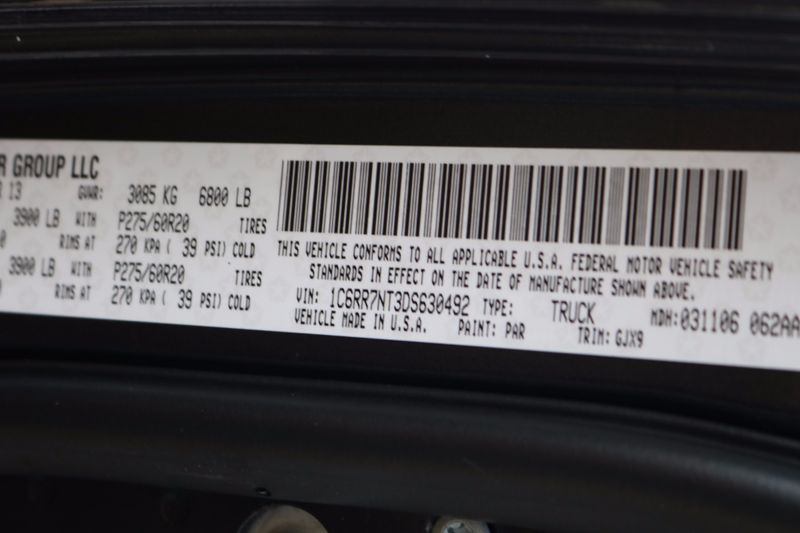 R GROUP LLC
13 GVWR: 3085 KG 6800 LB
3900 LB WITH P275/60R20 TIRES
RIMS AT 270 KPA ( 39 PSI) COLD
3900 LB WITH P275/60R20 TIRES
RIMS AT 270 KPA ( 39 PSI) COLD
THIS VEHICLE CONFORMS TO ALL APPLICABLE U.S.A. FEDERAL MOTOR VEHICLE SAFETY
STANDARDS IN EFFECT ON THE DATE OF MANUFACTURE SHOWN ABOVE.
VIN: 1C6RR7NT3DS630492 TYPE: TRUCK MDH:031106 062AA
VEHICLE MADE IN U.S.A. PAINT: PAR TRIM: GJX9